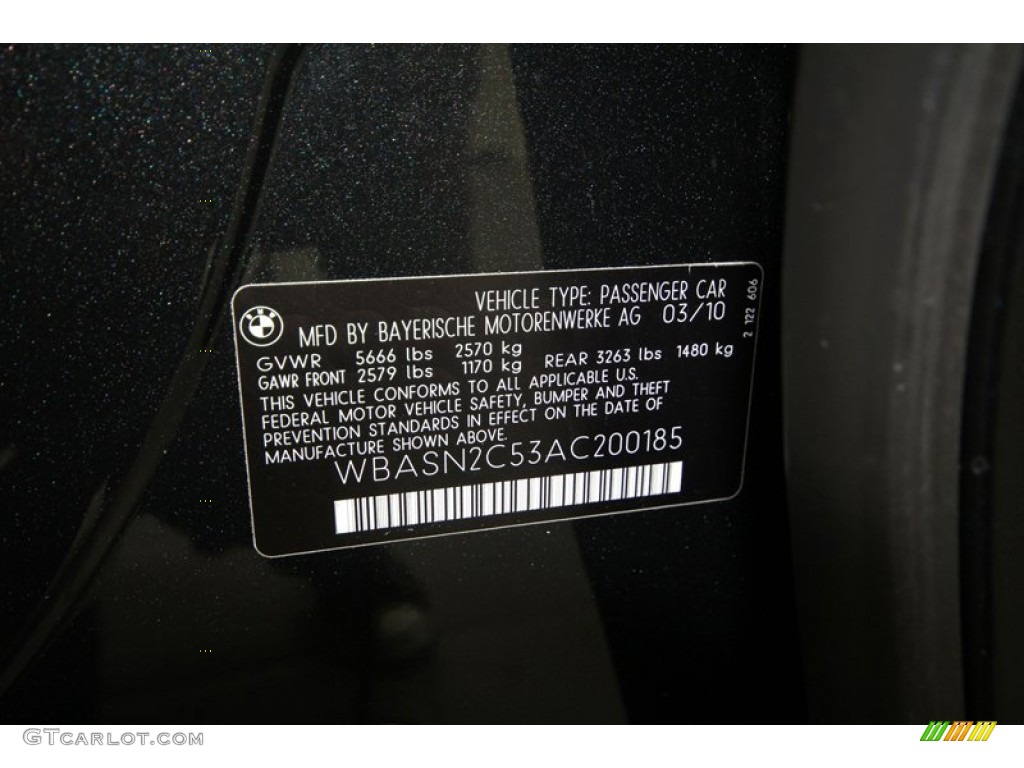 BMW
VEHICLE TYPE: PASSENGER CAR
MFD BY BAYERISCHE MOTORENWERKE AG 03/10
2 122 606
GVWR 5666 lbs 2570 kg
GAWR FRONT 2579 lbs 1170 kg REAR 3263 lbs 1480 kg
THIS VEHICLE CONFORMS TO ALL APPLICABLE U.S.
FEDERAL MOTOR VEHICLE SAFETY, BUMPER AND THEFT
PREVENTION STANDARDS IN EFFECT ON THE DATE OF
MANUFACTURE SHOWN ABOVE.
WBASN2C53AC200185
GTCarLot.com